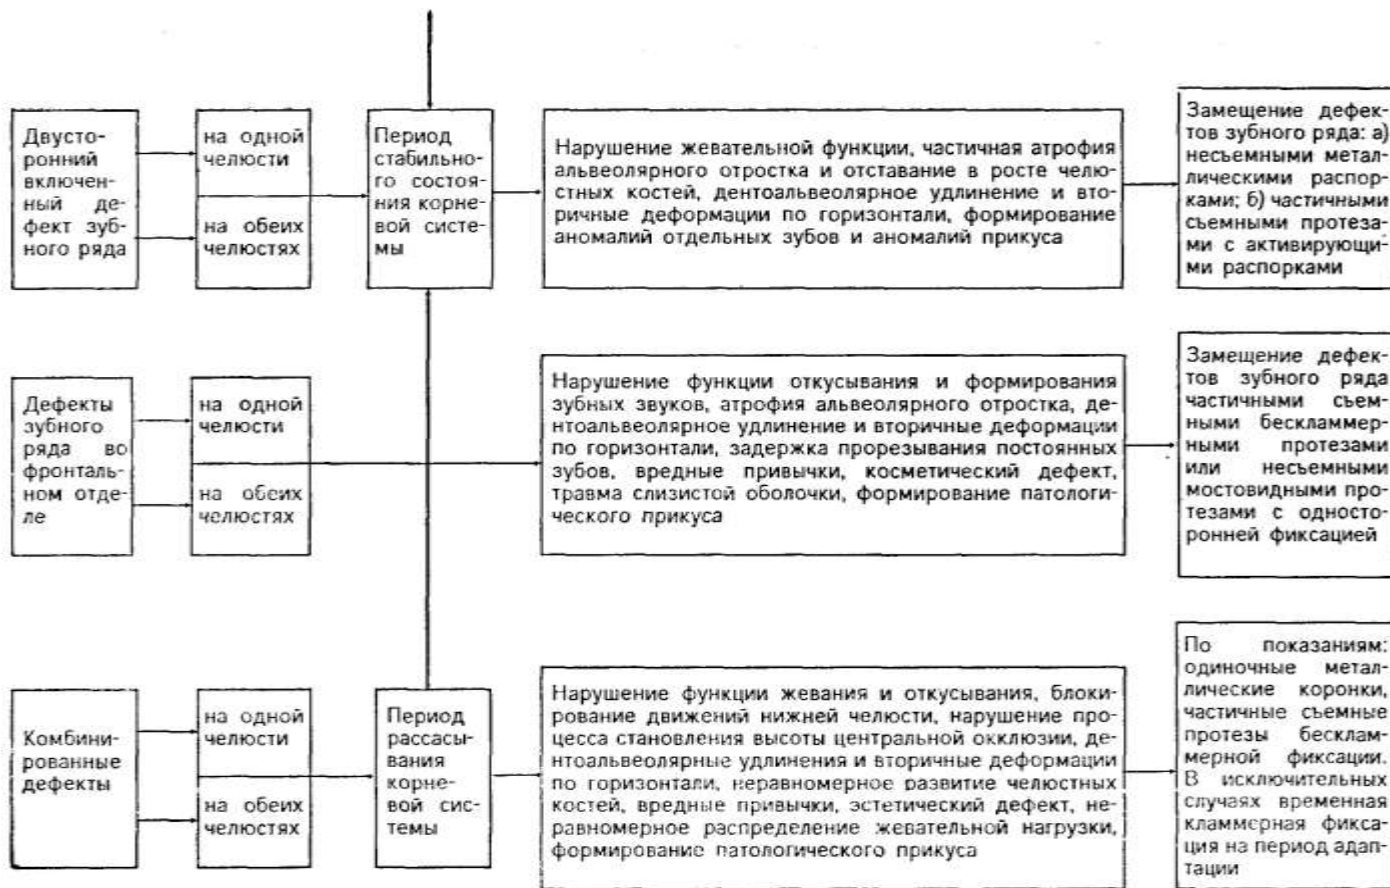 Двусто-
ронний
включен-
ный де-
фект зуб-
ного ряда
на одной
челюсти
на обеих
челюстях
Период
стабильно-
го состоя-
ния корне-
вой систе-
мы
Нарушение жевательной функции, частичная атрофия
альвеолярного отростка и отставание в росте челю-
стных костей, дентоальвеолярное удлинение и вто-
ричные деформации по горизонтали, формирование
аномалий отдельных зубов и аномалий прикуса
Замещение дефек-
тов зубного ряда: а)
несъемными метал-
лическими распор-
ками; б) частичными
съемными протеза-
ми с активирующи-
ми распорками
Дефекты
зубного
ряда во
фронталь-
ном отде-
ле
на одной
челюсти
на обеих
челюстях
Нарушение функции откусывания и формирования
зубных звуков, атрофия альвеолярного отростка, де-
нтоальвеолярное удлинение и вторичные деформации
по горизонтали, задержка прорезывания постоянных
зубов, вредные привычки, косметический дефект,
травма слизистой оболочки, формирование патологи-
ческого прикуса
Замещение дефек-
тов зубного ряда
частичными съем-
ными бескламмер-
ными протезами
или несъемными
мостовидными про-
тезами с односто-
ронней фиксацией
Комбини-
рованные
дефекты
на одной
челюсти
на обеих
челюстях
Период
рассасы-
вания
корне-
вой сис-
темы
Нарушение функции жевания и откусывания, блоки-
рование движений нижней челюсти, нарушение про-
цесса становления высоты центральной окклюзии, де-
нтоальвеолярные удлинения и вторичные деформации
по горизонтали, неравномерное развитие челюстных
костей, вредные привычки, эстетический дефект, не-
равномерное распределение жевательной нагрузки,
формирование патологического прикуса
По показаниям:
одиночные метал-
лические коронки,
частичные съемные
протезы бесклам-
мерной фиксации.
В исключительных
случаях временная
кламмерная фикса-
ция на период адап-
тации